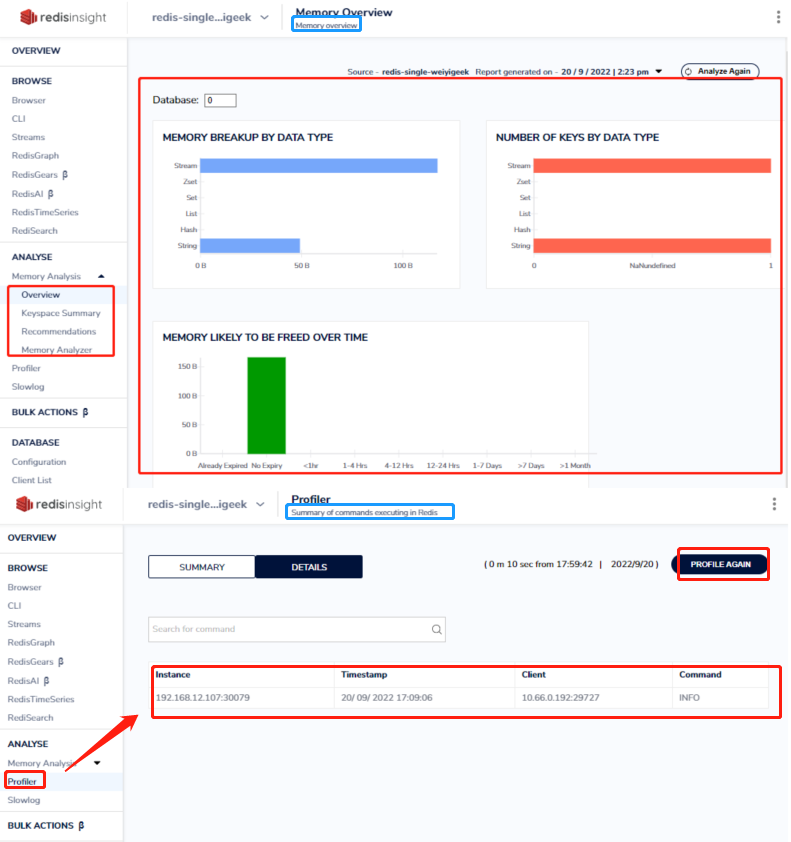 redisinsight
redis-single...igeek
Memory Overview
Memory overview
OVERVIEW
BROWSE
Browser
CLI
Streams
RedisGraph
RedisGears β
RedisAI β
RedisTimeSeries
RediSearch
ANALYSE
Memory Analysis
Overview
Keyspace Summary
Recommendations
Memory Analyzer
Profiler
Slowlog
BULK ACTIONS β
DATABASE
Configuration
Client List
Source - redis-single-weiyigeek Report generated on - 20 / 9 / 2022 | 2:23 pm
Analyze Again
Database: 0
MEMORY BREAKUP BY DATA TYPE
Stream
Zset
Set
List
Hash
String
0 B 50 B 100 B
NUMBER OF KEYS BY DATA TYPE
Stream
Zset
Set
List
Hash
String
0 NaNundefined 1
MEMORY LIKELY TO BE FREED OVER TIME
150 B
100 B
50 B
0 B
Already Expired No Expiry <1hr 1-4 Hrs 4-12 Hrs 12-24 Hrs 1-7 Days >7 Days >1 Month
redisinsight
redis-single...igeek
Profiler
Summary of commands executing in Redis
OVERVIEW
BROWSE
Browser
CLI
Streams
RedisGraph
RedisGears β
RedisAI β
RedisTimeSeries
RediSearch
ANALYSE
Memory Analysis
Profiler
Slowlog
BULK ACTIONS β
SUMMARY DETAILS
( 0 m 10 sec from 17:59:42 | 2022/9/20 )
PROFILE AGAIN
Search for command
Instance Timestamp Client Command
192.168.12.107:30079 20/ 09/ 2022 17:09:06 10.66.0.192:29727 INFO